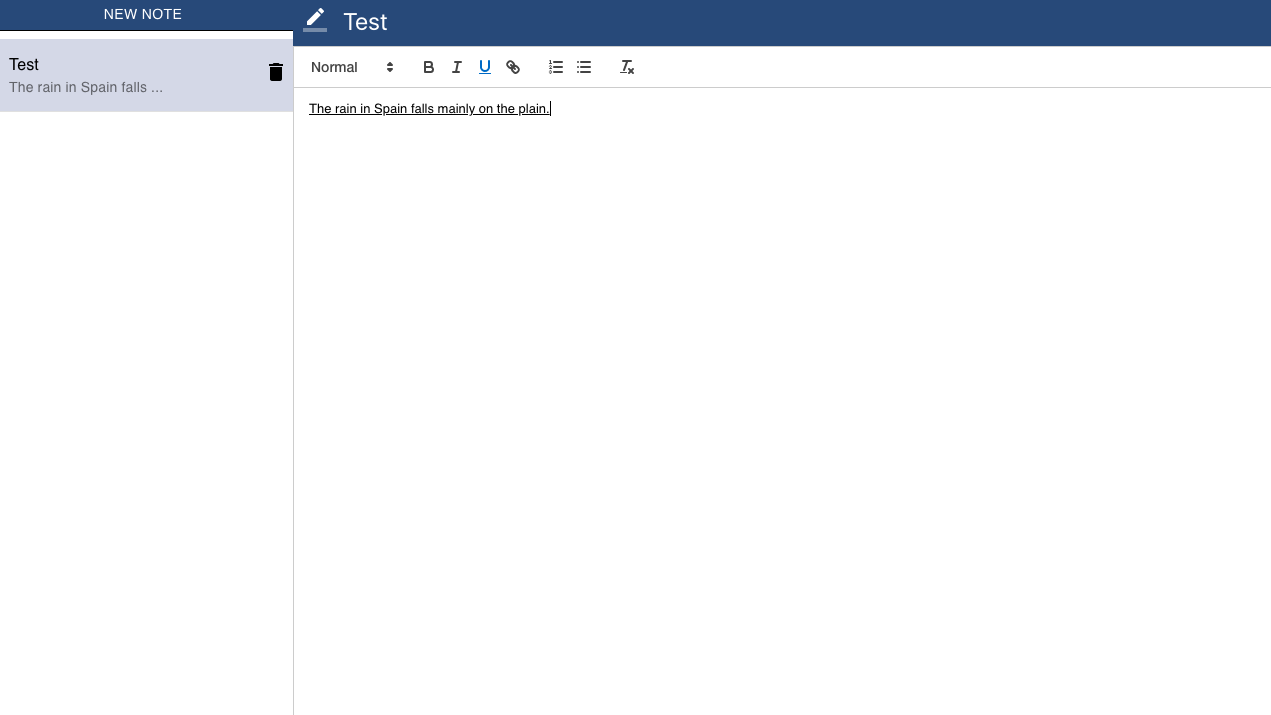 NEW NOTE
Test
Test
The rain in Spain falls ...
Normal
The rain in Spain falls mainly on the plain.